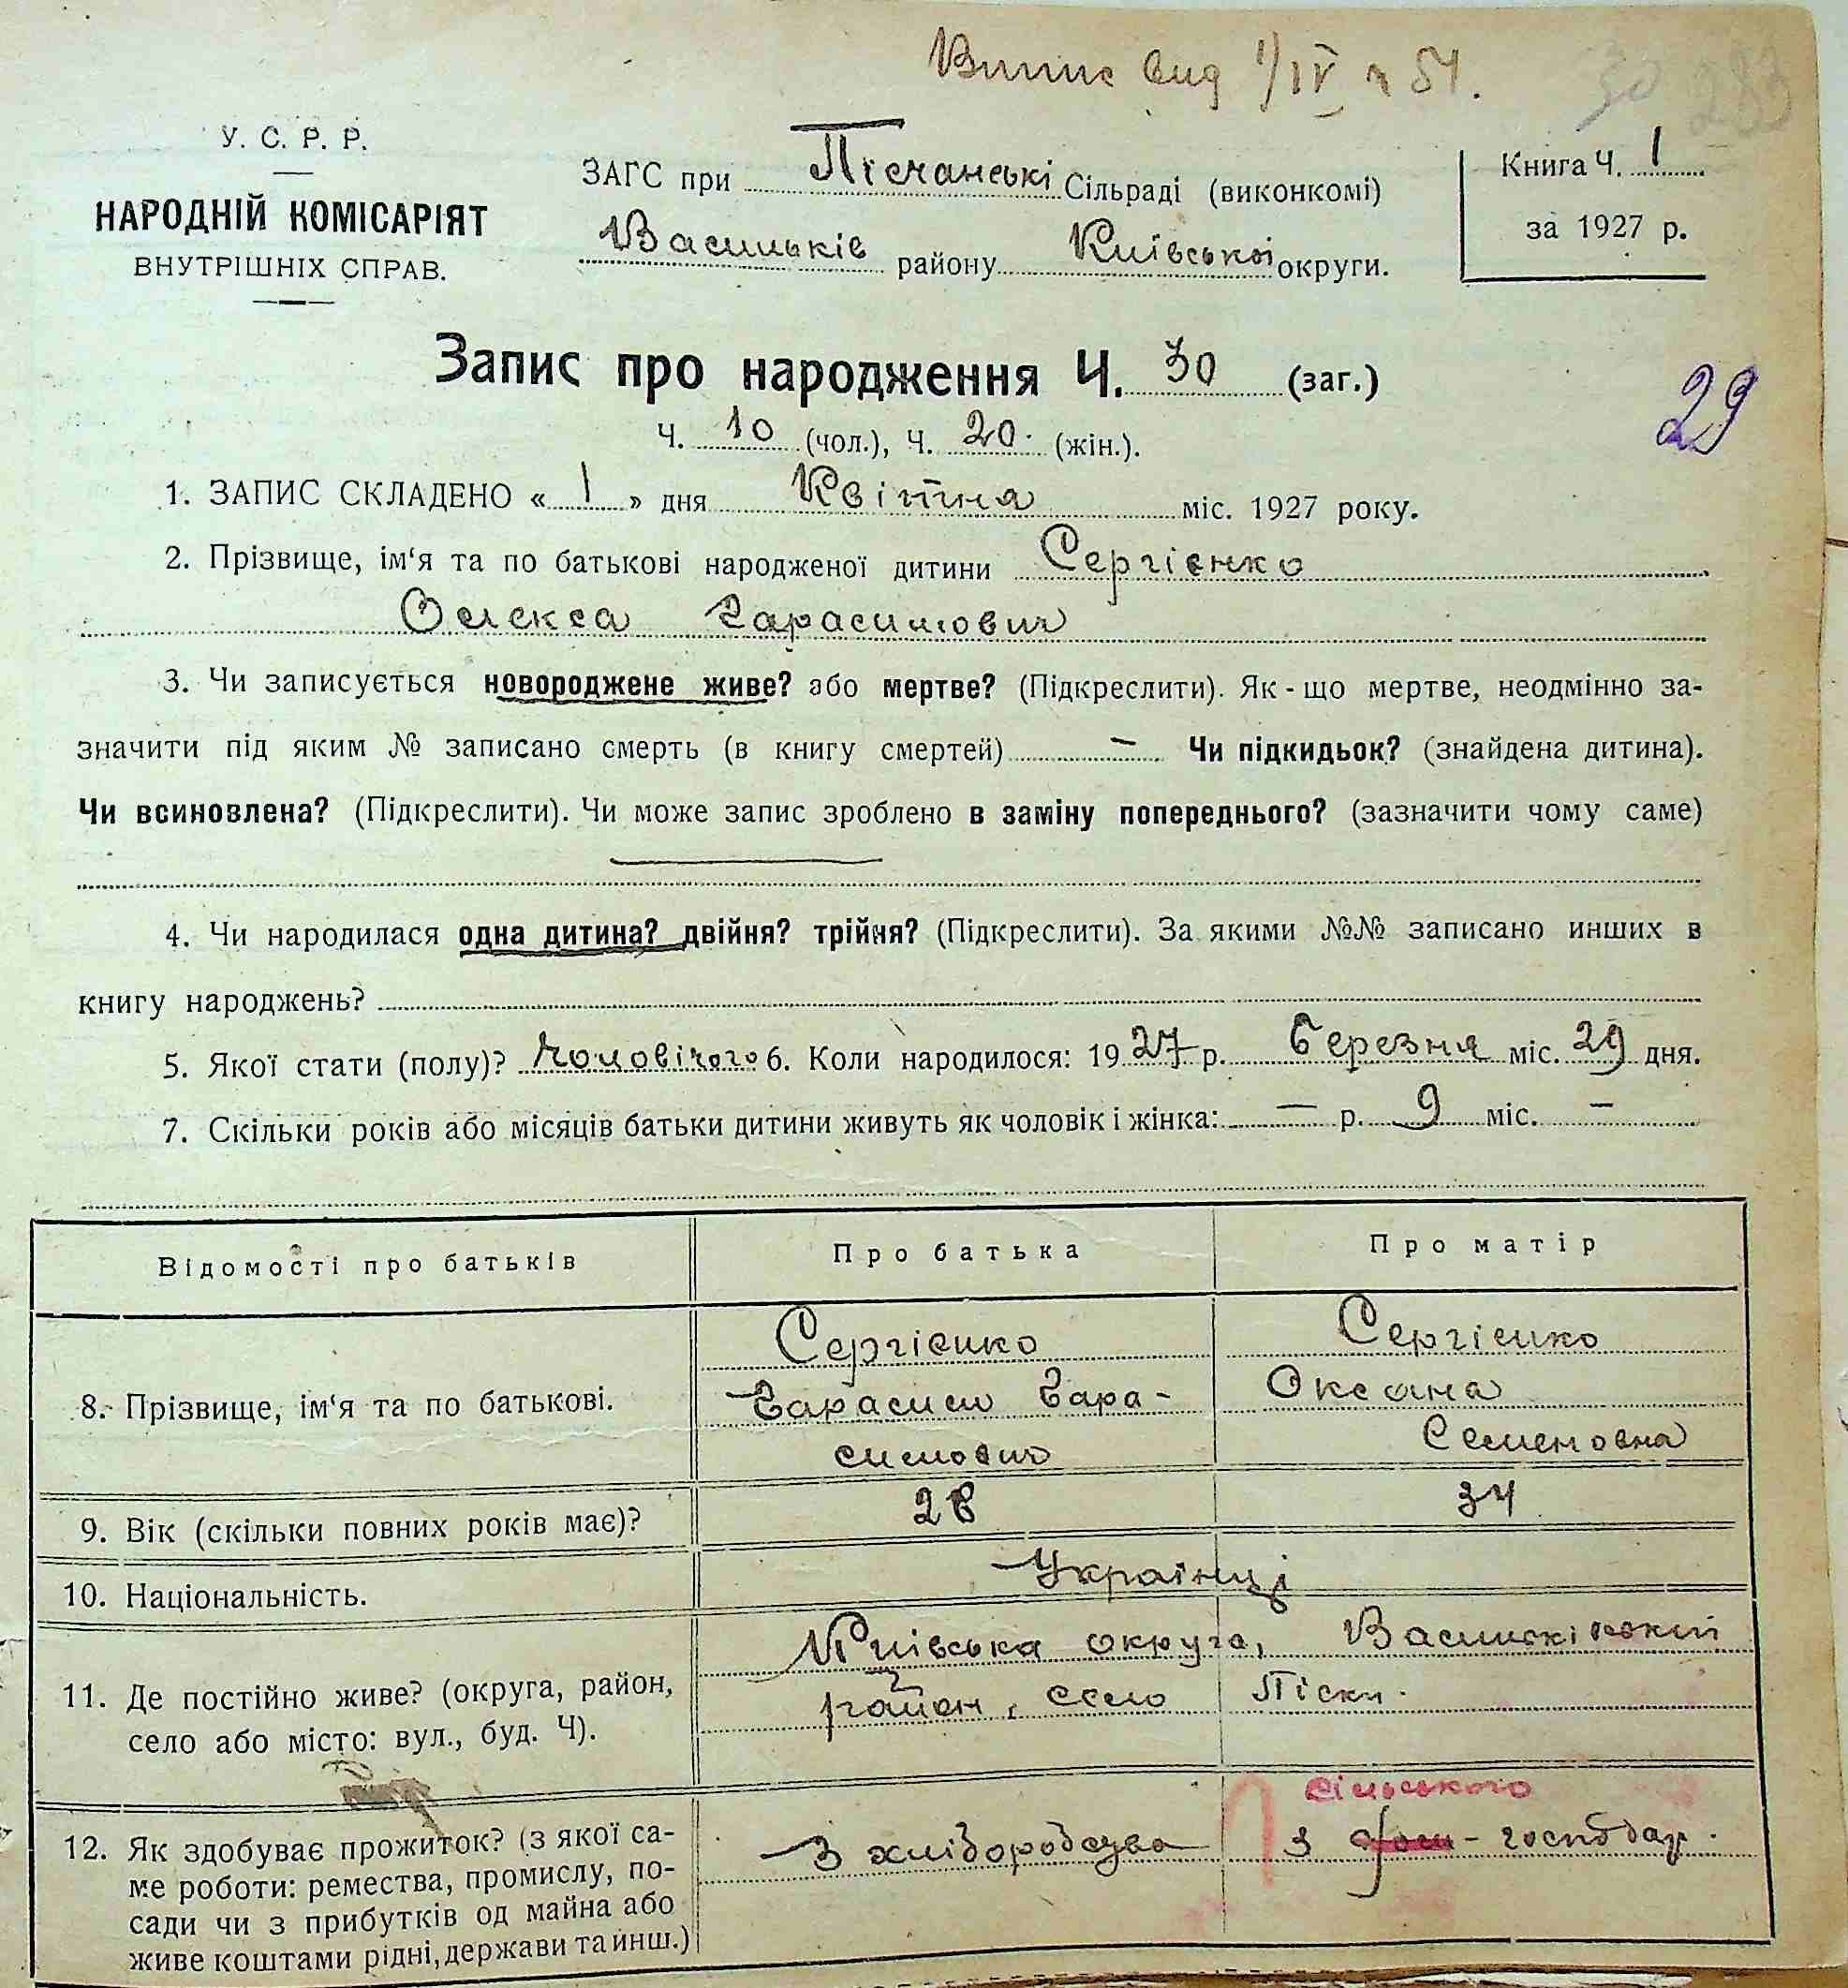 Випис вид 1/IV п 51.
30 283
У. С. Р. Р.
НАРОДНІЙ КОМІСАРІЯТ
ВНУТРІШНІХ СПРАВ.
ЗАГС при Пісчанські Сільраді (виконкомі)
Васильків району Київської округи.
Книга Ч. 1
за 1927 р.
Запис про народження Ч. 30 (заг.)
29
Ч. 10 (чол.), Ч. 20. (жін.).
1. ЗАПИС СКЛАДЕНО « 1 » дня Квітня міс. 1927 року.
2. Прізвище, ім‘я та по батькові народженої дитини Сергієнко
Олекса Гарасимович
3. Чи записується новороджене живе? або мертве? (Підкреслити). Як - що мертве, неодмінно за-
значити під яким № записано смерть (в книгу смертей) – Чи підкидьок? (знайдена дитина).
Чи всиновлена? (Підкреслити). Чи може запис зроблено в заміну попереднього? (зазначити чому саме)
4. Чи народилася одна дитина? двійня? трійня? (Підкреслити). За якими №№ записано инших в
книгу народжень?
5. Якої стати (полу)? Чоловічого 6. Коли народилося: 1927 р. Березня міс. 29 дня.
7. Скільки років або місяців батьки дитини живуть як чоловік і жінка: — р. 9 міс. –
Відомості про батьків Про батька Про матір
8. Прізвище, ім‘я та по батькові.
Сергієнко
Гарасим Гара-
симович
Сергієнко
Оксана
Семеновна
9. Вік (скільки повних років має)? 28 34
10. Національність. Українці
11. Де постійно живе? (округа, район,
село або місто: вул., буд. Ч).
Київська округа, Васильківський
район, село Піски.
12. Як здобуває прожиток? (з якої са-
ме роботи: ремества, промислу, по-
сади чи з прибутків од майна або
живе коштами рідні, держави та инш.)
З хліборобства
сільського
з - господар.